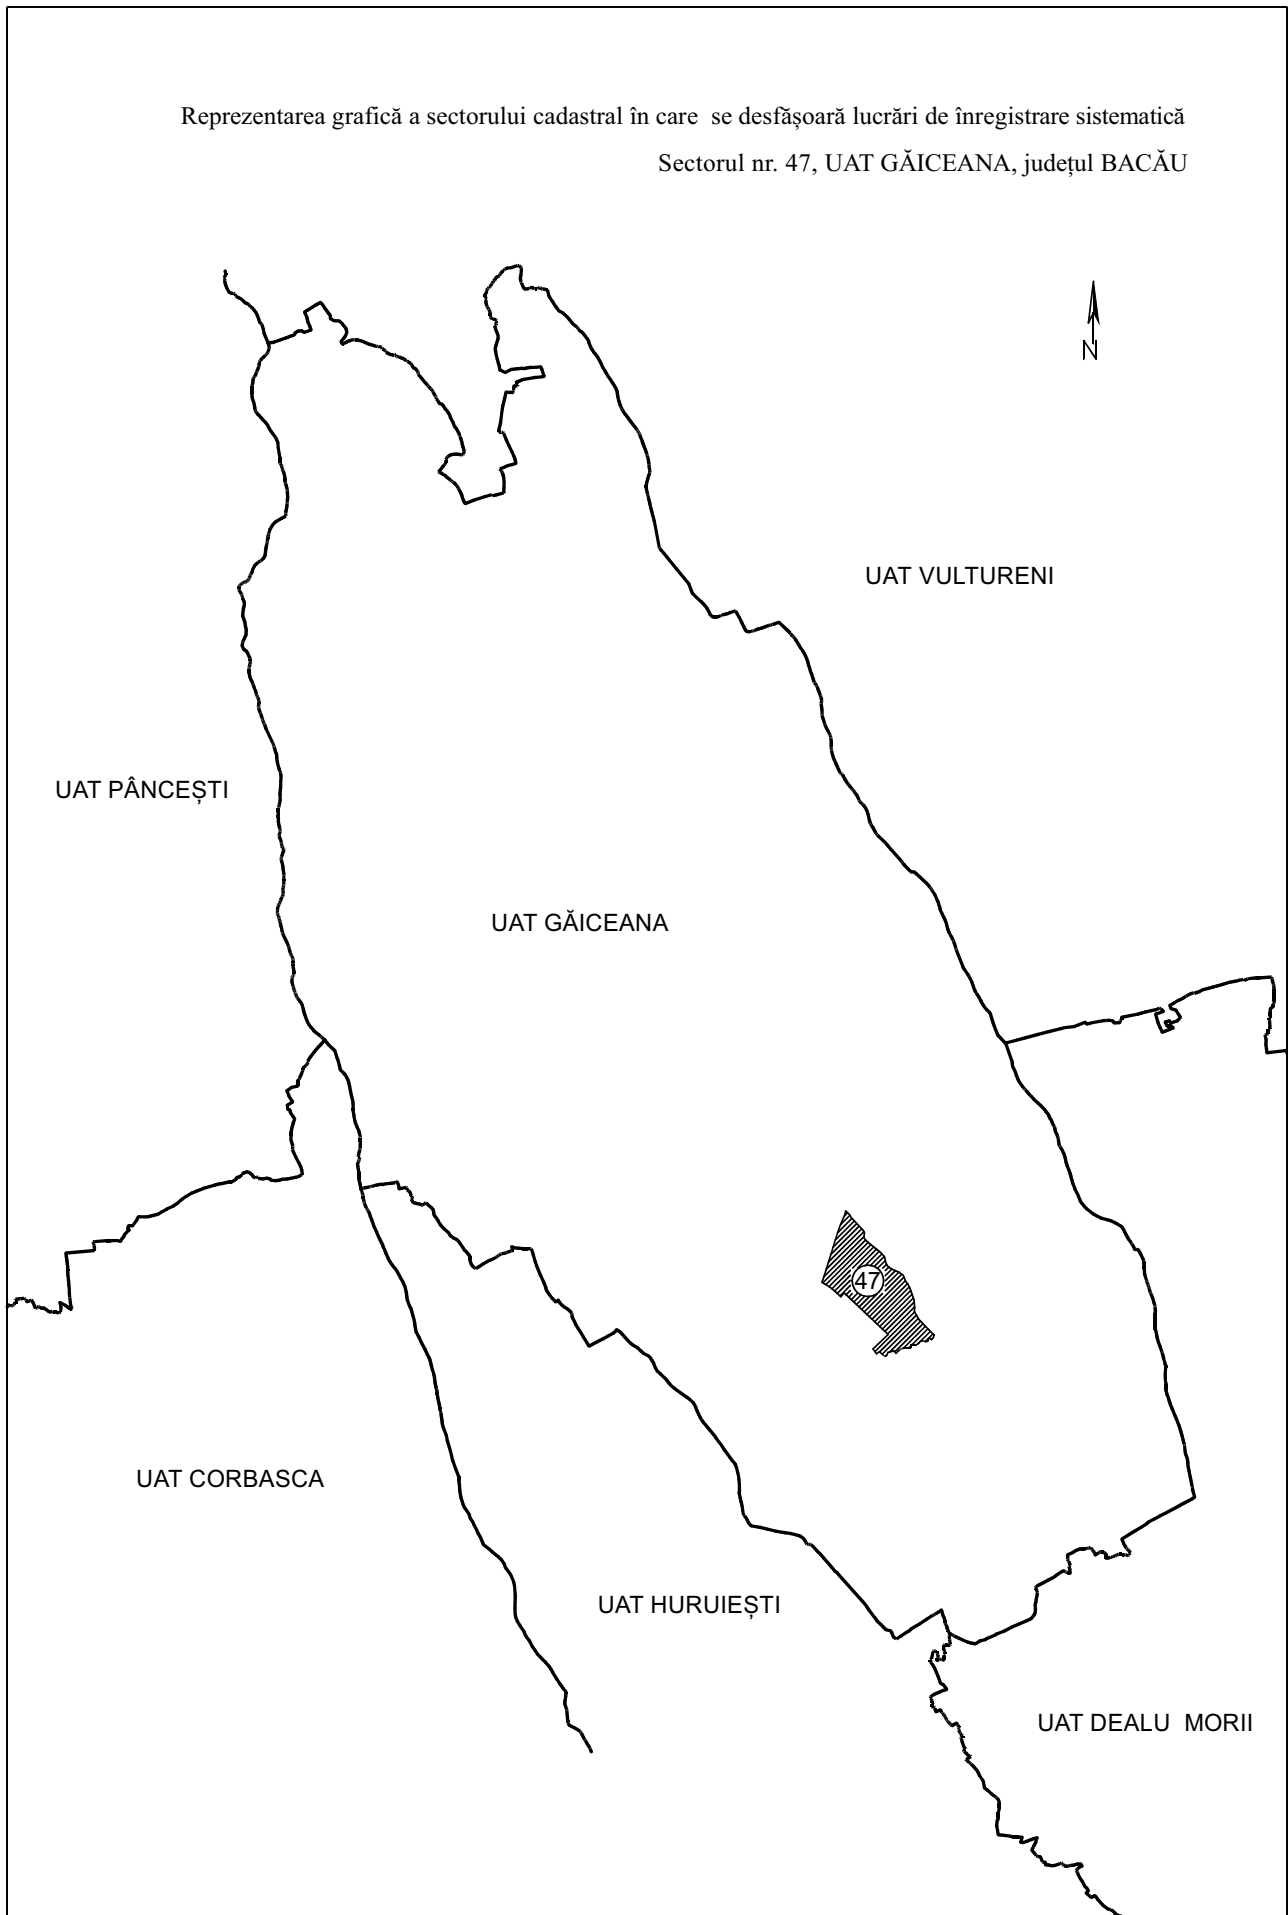 Reprezentarea grafică a sectorului cadastral în care se desfășoară lucrări de înregistrare sistematică
Sectorul nr. 47, UAT GĂICEANA, județul BACĂU
N
UAT VULTURENI
UAT PÂNCEȘTI
UAT GĂICEANA
47
UAT CORBASCA
UAT HURUIEȘTI
UAT DEALU MORII